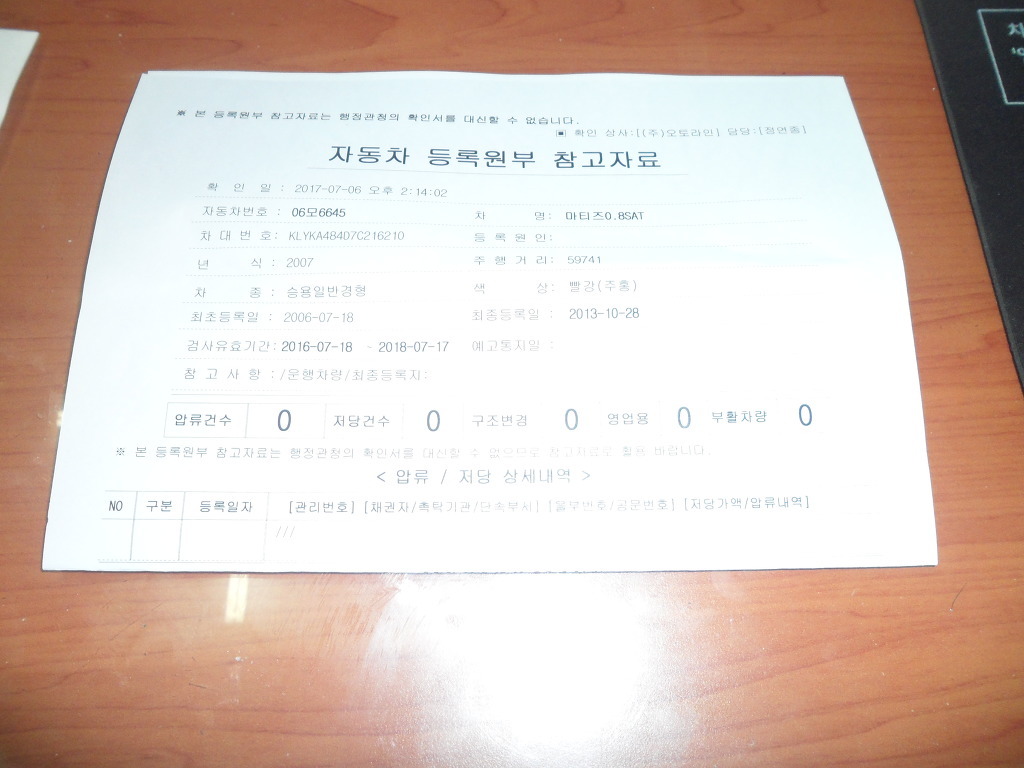 ※ 본 등록원부 참고자료는 행정관청의 확인서를 대신할 수 없습니다.
▣ 확인 상사:[(주)오토라인] 담당:[정연종]
자동차 등록원부 참고자료
확 인 일 : 2017-07-06 오후 2:14:02
자동차번호 : 06모6645 차 명: 마티즈0.8SAT
차 대 번 호: KLYKA484D7C216210 등 록 원 인:
년 식 : 2007 주 행 거 리: 59741
차 종 : 승용일반경형 색 상: 빨강(주홍)
최초등록일 : 2006-07-18 최종등록일 : 2013-10-28
검사유효기간: 2016-07-18 ~ 2018-07-17 예고통지일 :
참 고 사 항 : /운행차량/최종등록지:
압류건수 0 저당건수 0 구조변경 0 영업용 0 부활차량 0
※ 본 등록원부 참고자료는 행정관청의 확인서를 대신할 수 없으므로 참고자료로 활용 바랍니다.
< 압류 / 저당 상세내역 >
NO 구분 등록일자 [관리번호] [채권자/촉탁기관/단속부서] [을부번호/공문번호] [저당가액/압류내역]
///